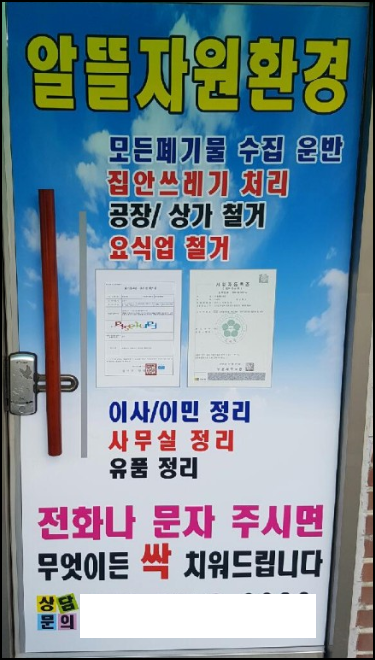 알뜰자원환경
모든폐기물 수집 운반
집안쓰레기 처리
공장/ 상가 철거
요식업 철거
이사/이민 정리
사무실 정리
유품 정리
전화나 문자 주시면
무엇이든 싹 치워드립니다
상담
문의